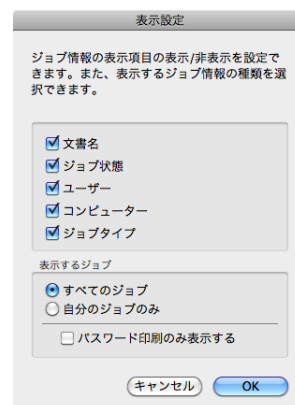 表示設定
ジョブ情報の表示項目の表示/非表示を設定で
きます。また、表示するジョブ情報の種類を選
択できます。
文書名
ジョブ状態
ユーザー
コンピューター
ジョブタイプ
表示するジョブ
すべてのジョブ
自分のジョブのみ
パスワード印刷のみ表示する
キャンセル OK